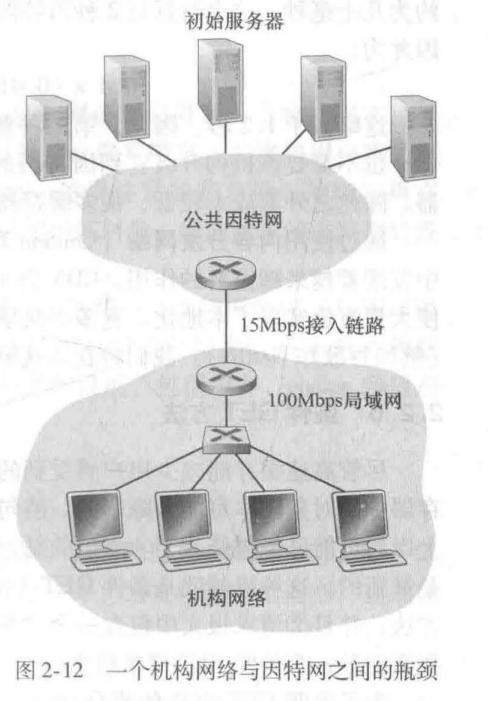 初始服务器
公共因特网
15Mbps接入链路
100Mbps局域网
机构网络
图2-12 一个机构网络与因特网之间的瓶颈